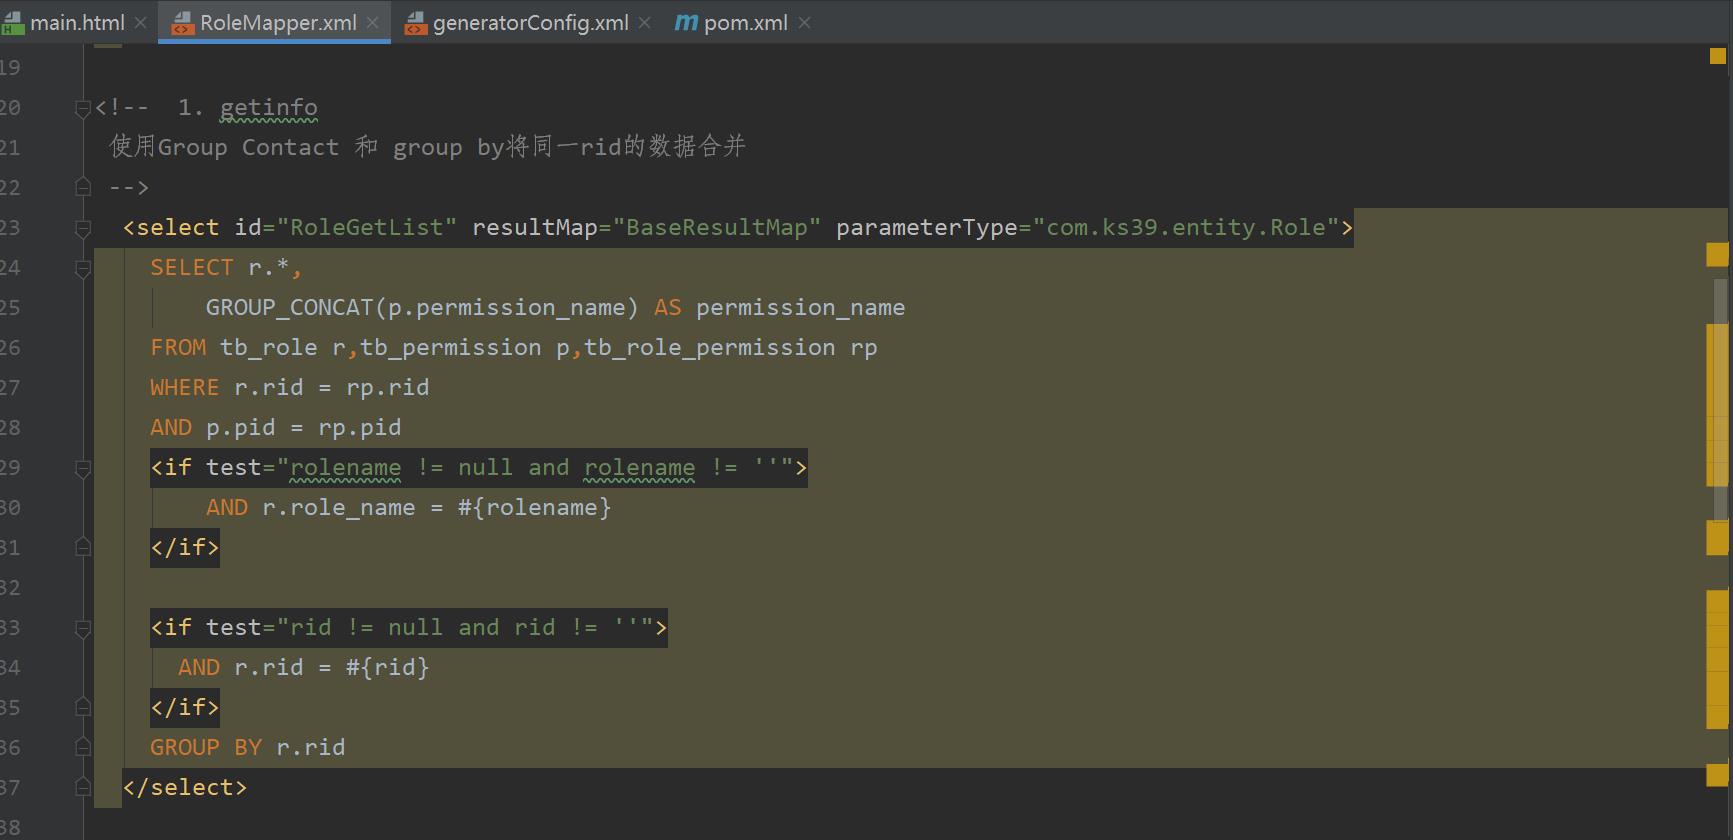 main.html RoleMapper.xml generatorConfig.xml pom.xml
19
20 <!--  1. getinfo
21 使用Group Contact 和 group by将同一rid的数据合并
22 -->
23 <select id="RoleGetList" resultMap="BaseResultMap" parameterType="com.ks39.entity.Role">
24 SELECT r.*,
25 GROUP_CONCAT(p.permission_name) AS permission_name
26 FROM tb_role r,tb_permission p,tb_role_permission rp
27 WHERE r.rid = rp.rid
28 AND p.pid = rp.pid
29 <if test="rolename != null and rolename != ''">
30 AND r.role_name = #{rolename}
31 </if>
32
33 <if test="rid != null and rid != ''">
34 AND r.rid = #{rid}
35 </if>
36 GROUP BY r.rid
37 </select>
38